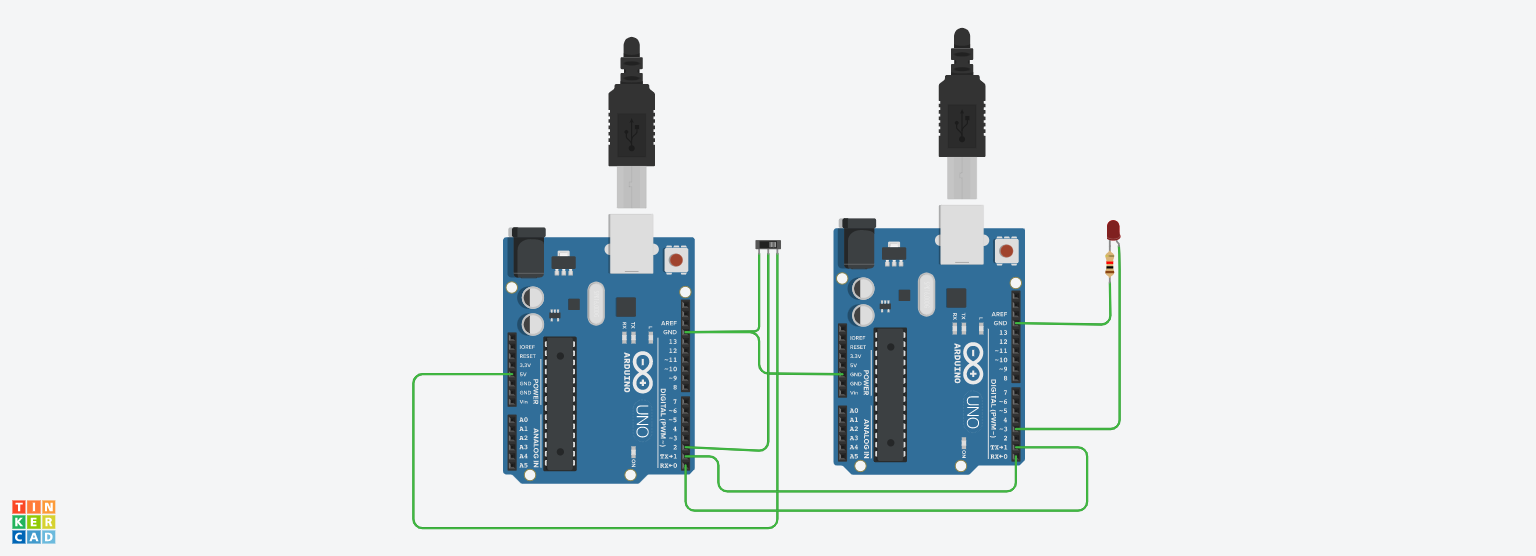 AREF
GND
13
12
~11
~10
~9
8
7
~6
~5
4
~3
2
TX→1
RX←0
DIGITAL (PWM~)
IOREF
RESET
3.3V
5V
GND
GND
Vin
POWER
A0
A1
A2
A3
A4
A5
ANALOG IN
RX
TX
L
ARDUINO
UNO
ON
AREF
GND
13
12
~11
~10
~9
8
7
~6
~5
4
~3
2
TX→1
RX←0
DIGITAL (PWM~)
IOREF
RESET
3.3V
5V
GND
GND
Vin
POWER
A0
A1
A2
A3
A4
A5
ANALOG IN
RX
TX
L
ARDUINO
UNO
ON
TIN
KER
CAD